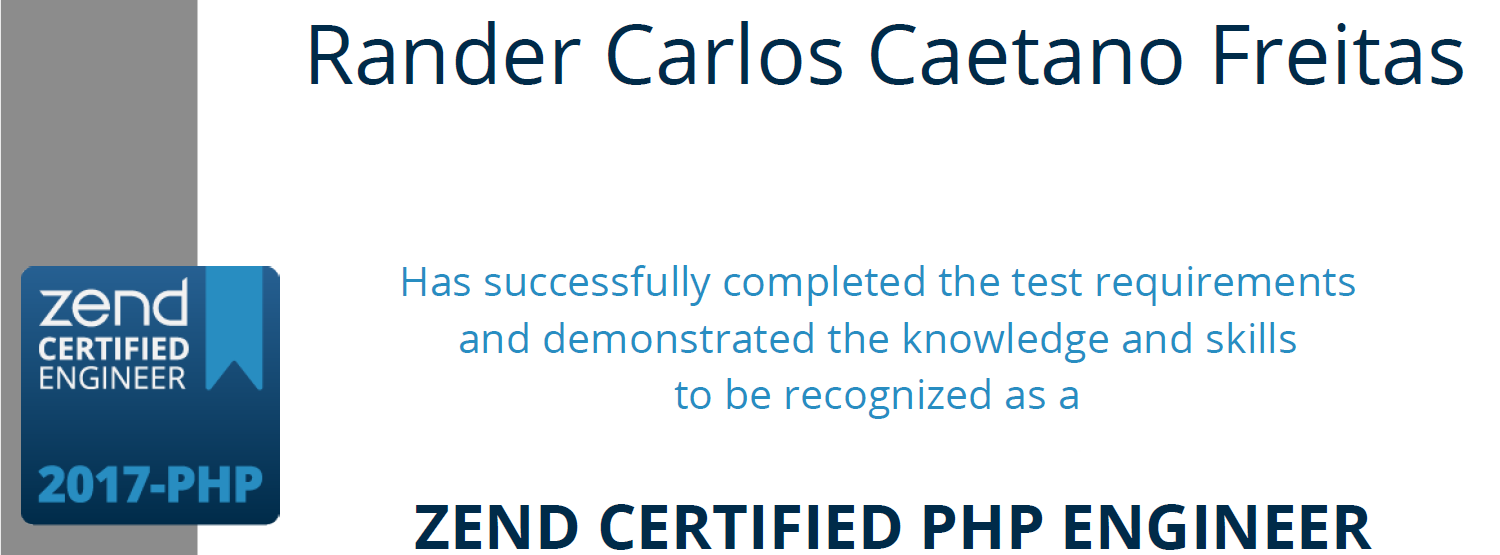 Rander Carlos Caetano Freitas
Has successfully completed the test requirements
and demonstrated the knowledge and skills
to be recognized as a
zend
CERTIFIED
ENGINEER
2017-PHP
ZEND CERTIFIED PHP ENGINEER